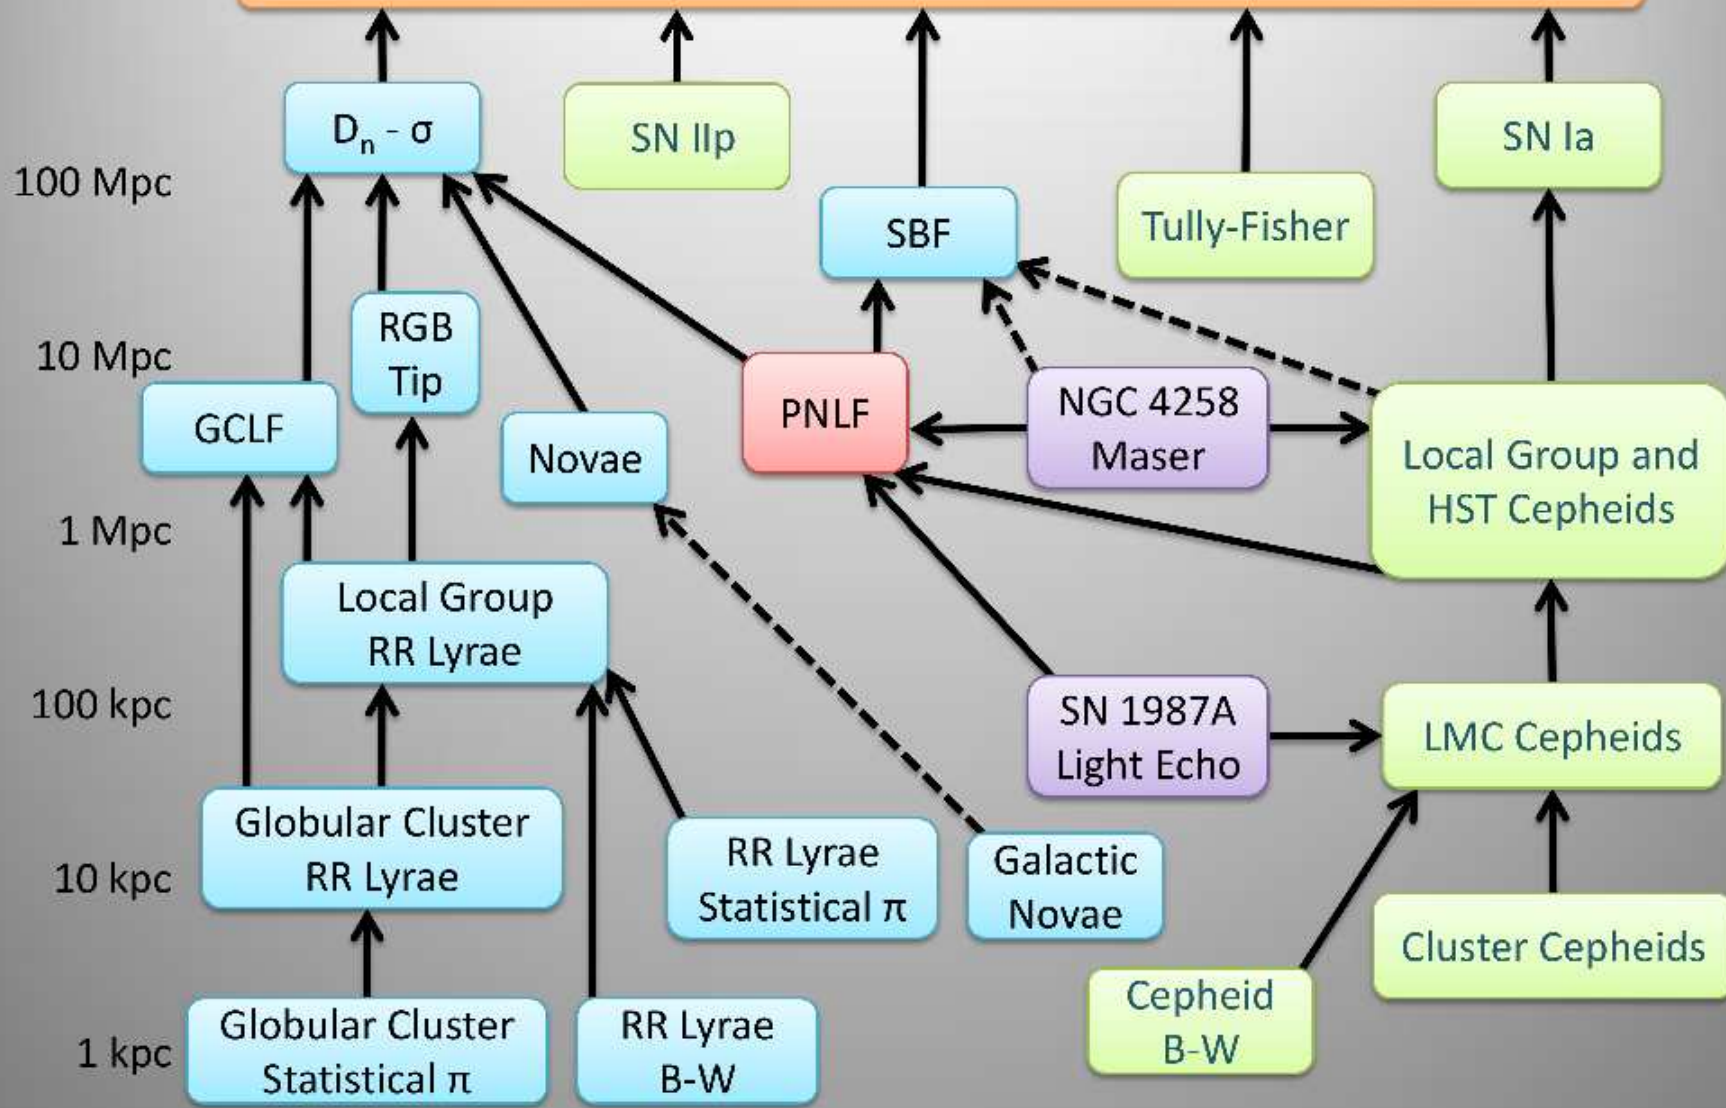 Dn - σ
SN IIp
SN Ia
100 Mpc
SBF
Tully-Fisher
RGB
Tip
10 Mpc
GCLF
Novae
PNLF
NGC 4258
Maser
Local Group and
HST Cepheids
1 Mpc
Local Group
RR Lyrae
100 kpc
SN 1987A
Light Echo
LMC Cepheids
Globular Cluster
RR Lyrae
10 kpc
RR Lyrae
Statistical π
Galactic
Novae
Cluster Cepheids
Cepheid
B-W
1 kpc
Globular Cluster
Statistical π
RR Lyrae
B-W